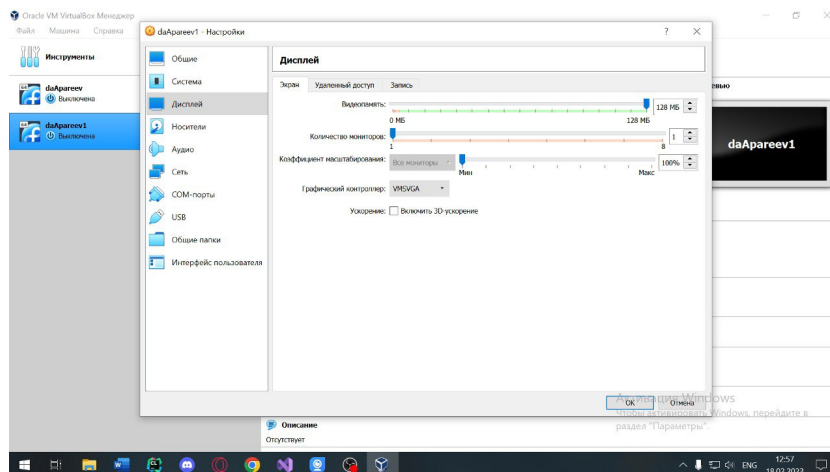 Oracle VM VirtualBox Менеджер
Файл Машина Справка
Инструменты
daApareev
Выключена
daApareev1
Выключена
daApareev1 - Настройки
? ×
Общие
Система
Дисплей
Носители
Аудио
Сеть
COM-порты
USB
Общие папки
Интерфейс пользователя
Дисплей
Экран Удаленный доступ Запись
Видеопамять: 128 МБ
0 МБ 128 МБ
Количество мониторов: 1
1 8
Коэффициент масштабирования: Все мониторы 100%
Мин Макс
Графический контроллер: VMSVGA
Ускорение: Включить 3D-ускорение
OK Отмена
daApareev1
Активация Windows
Чтобы активировать Windows, перейдите в
раздел "Параметры".
Описание
Отсутствует
ENG
12:57
18.02.2022